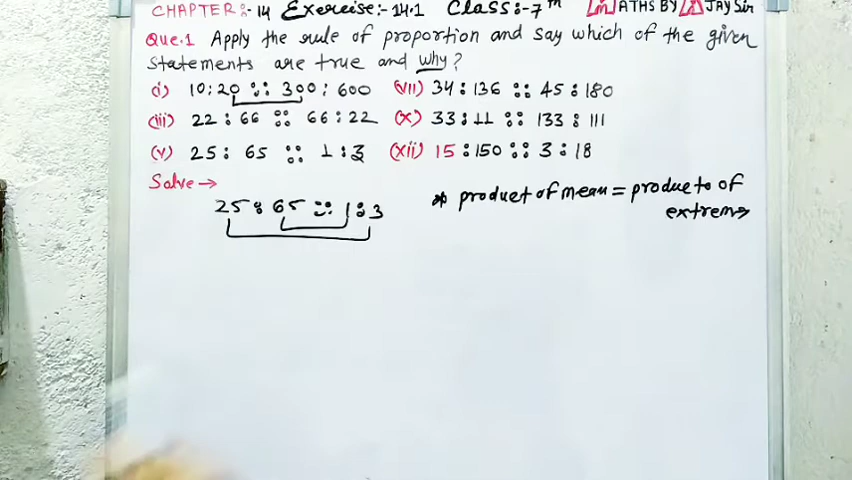 CHAPTER:- 14 Exercise:- 14.1 Class:- 7th MATHS BY AJAY Sir
Que.1 Apply the rule of proportion and say which of the given
statements are true and why?
(i) 10:20 :: 300:600 (vii) 34:136 :: 45:180
(iii) 22:66 :: 66:22 (x) 33:11 :: 133:111
(v) 25:65 :: 1:3 (xii) 15:150 :: 3:18
Solve →
25:65 :: 1:3
* product of mean = producto of
extrem→